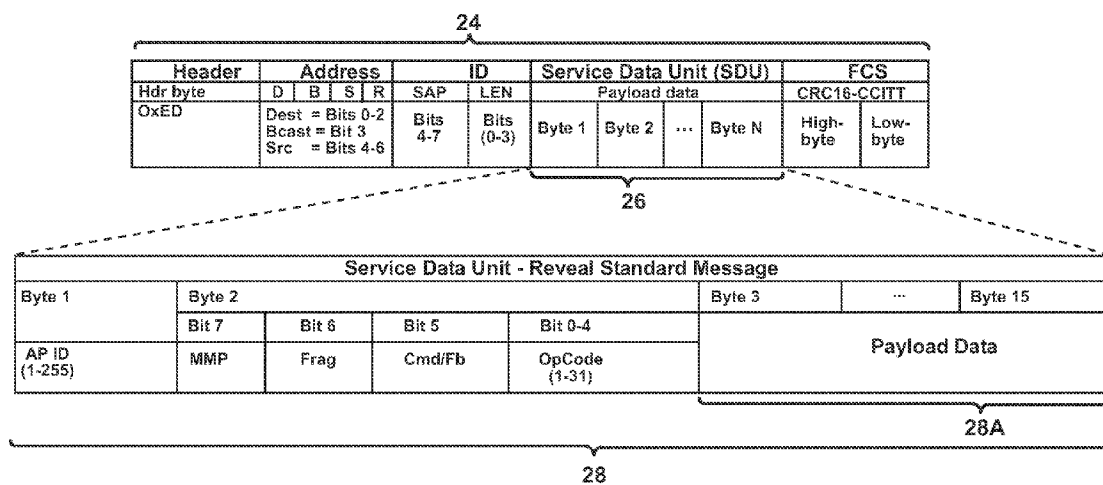 24
Header Address ID Service Data Unit (SDU) FCS
Hdr byte D B S R SAP LEN Payload data CRC16-CCITT
OxED Dest = Bits 0-2 Bits Bits Byte 1 Byte 2 ... Byte N High- Low-
Bcast = Bit 3 4-7 (0-3) byte byte
Src = Bits 4-6
26
Service Data Unit - Reveal Standard Message
Byte 1 Byte 2 Byte 3 ... Byte 15
Bit 7 Bit 6 Bit 5 Bit 0-4
AP ID MMP Frag Cmd/Fb OpCode Payload Data
(1-255) (1-31)
28A
28